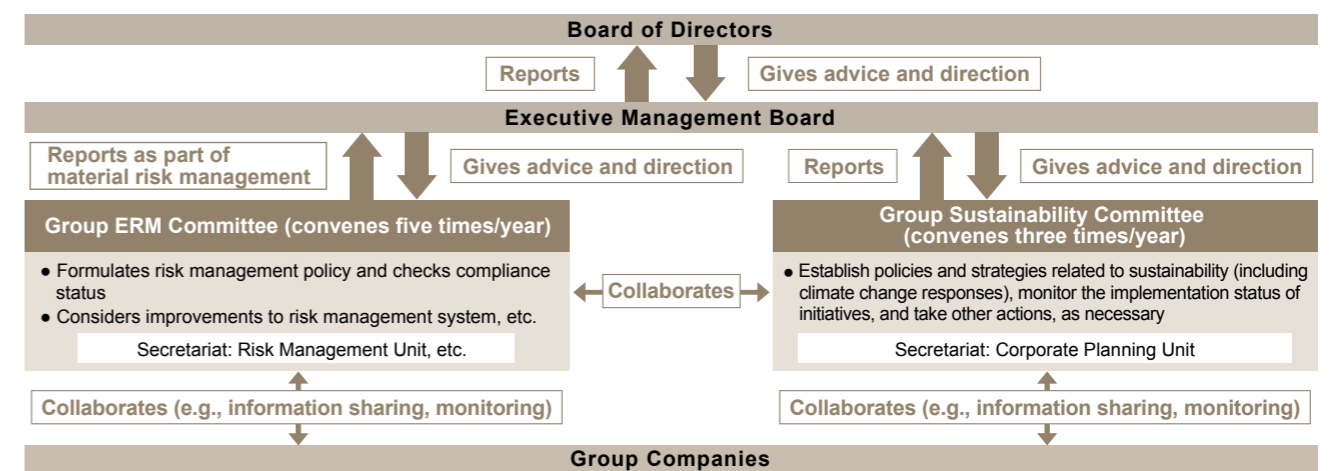 Board of Directors
Reports
Gives advice and direction
Executive Management Board
Reports as part of
material risk management
Gives advice and direction
Reports
Gives advice and direction
Group ERM Committee (convenes five times/year)
● Formulates risk management policy and checks compliance
status
● Considers improvements to risk management system, etc.
Secretariat: Risk Management Unit, etc.
Collaborates
Group Sustainability Committee
(convenes three times/year)
● Establish policies and strategies related to sustainability (including
climate change responses), monitor the implementation status of
initiatives, and take other actions, as necessary
Secretariat: Corporate Planning Unit
Collaborates (e.g., information sharing, monitoring)
Collaborates (e.g., information sharing, monitoring)
Group Companies